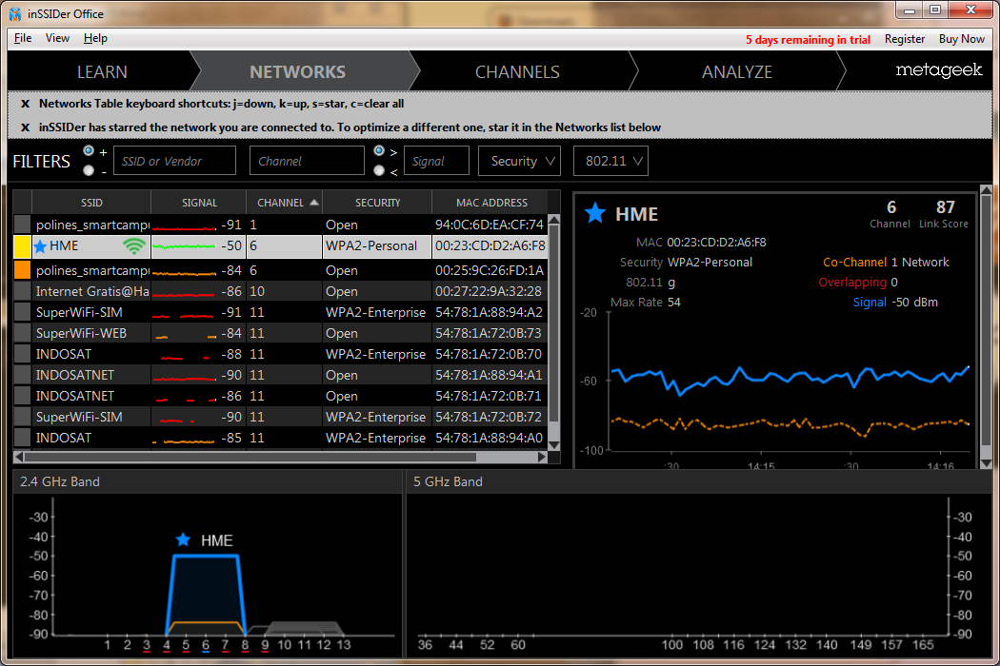 inSSIDer Office
File View Help 5 days remaining in trial Register Buy Now
LEARN NETWORKS CHANNELS ANALYZE metageek
x Networks Table keyboard shortcuts: j=down, k=up, s=star, c=clear all
x inSSIDer has starred the network you are connected to. To optimize a different one, star it in the Networks list below
FILTERS + - SSID or Vendor Channel > < Signal Security 802.11
SSID SIGNAL CHANNEL SECURITY MAC ADDRESS
polines_smartcampu -91 1 Open 94:0C:6D:EA:CF:74
HME -50 6 WPA2-Personal 00:23:CD:D2:A6:F8
polines_smartcampu -84 6 Open 00:25:9C:26:FD:1A
Internet Gratis@Ha -86 10 Open 00:27:22:9A:32:28
SuperWiFi-SIM -91 11 WPA2-Enterprise 54:78:1A:88:94:A2
SuperWiFi-WEB -84 11 Open 54:78:1A:72:0B:73
INDOSAT -88 11 WPA2-Enterprise 54:78:1A:72:0B:70
INDOSATNET -90 11 Open 54:78:1A:88:94:A1
INDOSATNET -86 11 Open 54:78:1A:72:0B:71
SuperWiFi-SIM -90 11 WPA2-Enterprise 54:78:1A:72:0B:72
INDOSAT -85 11 WPA2-Enterprise 54:78:1A:88:94:A0
HME 6 87
Channel Link Score
MAC 00:23:CD:D2:A6:F8
Security WPA2-Personal Co-Channel 1 Network
802.11 g Overlapping 0
Max Rate 54 Signal -50 dBm
-20
-60
-100
:30 14:15 :30 14:16
2.4 GHz Band
HME
-30
-40
-50
-60
-70
-80
-90
1 2 3 4 5 6 7 8 9 10 11 12 13
5 GHz Band
-30
-40
-50
-60
-70
-80
-90
36 44 52 60 100 108 116 124 132 140 149 157 165